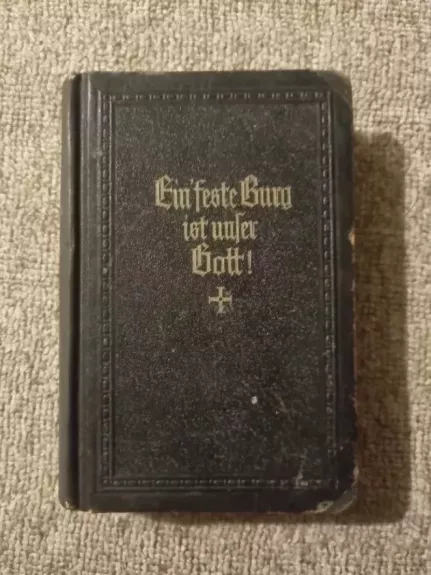 Ein' feste Burg
ist unſer
Gott!